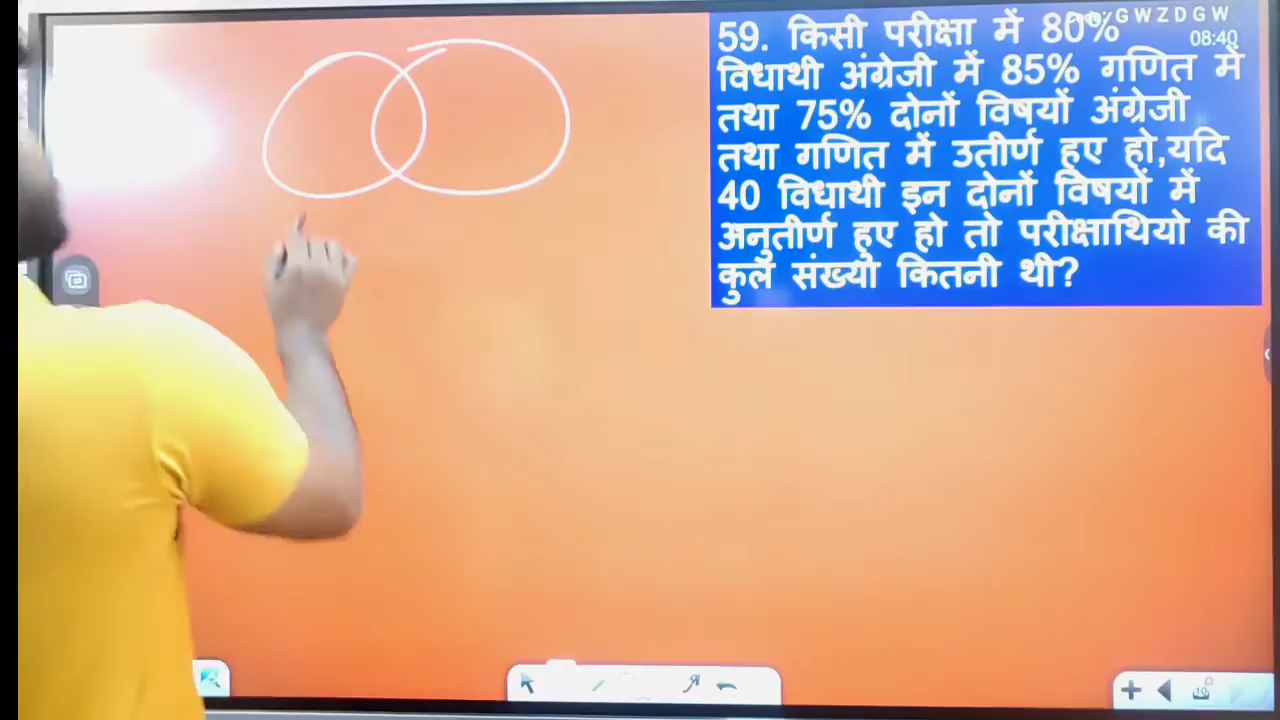 59. किसी परीक्षा में 80%
विधाथी अंग्रेजी में 85% गणित में
तथा 75% दोनों विषयों अंग्रेजी
तथा गणित में उतीर्ण हुए हो,यदि
40 विधाथी इन दोनों विषयों में
अनुतीर्ण हुए हो तो परीक्षाथियो की
कुल संख्या कितनी थी?
GWZDGW
08:40